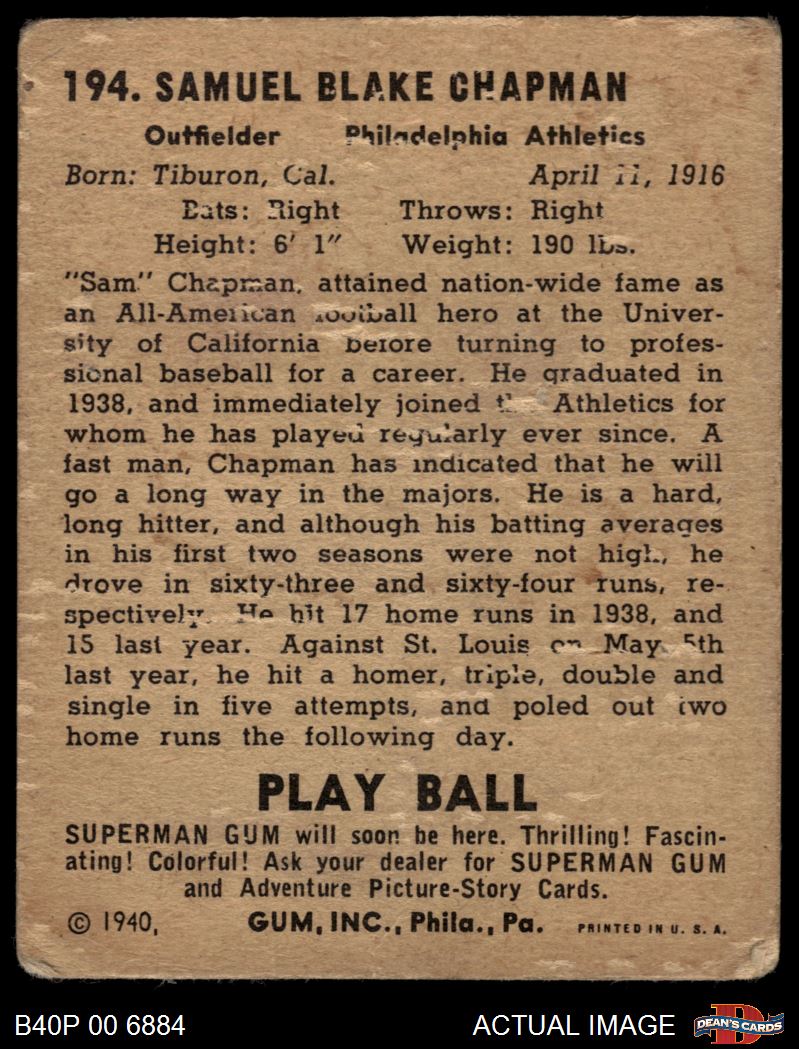 194. SAMUEL BLAKE CHAPMAN
Outfielder Philadelphia Athletics
Born: Tiburon, Cal. April 11, 1916
Bats: Right Throws: Right
Height: 6' 1" Weight: 190 lbs.
"Sam" Chapman, attained nation-wide fame as
an All-American football hero at the Univer-
sity of California before turning to profes-
sional baseball for a career. He graduated in
1938, and immediately joined the Athletics for
whom he has played regularly ever since. A
fast man, Chapman has indicated that he will
go a long way in the majors. He is a hard,
long hitter, and although his batting averages
in his first two seasons were not high, he
drove in sixty-three and sixty-four runs, re-
spectively. He hit 17 home runs in 1938, and
15 last year. Against St. Louis on May 5th
last year, he hit a homer, triple, double and
single in five attempts, and poled out two
home runs the following day.
PLAY BALL
SUPERMAN GUM will soon be here. Thrilling! Fascin-
ating! Colorful! Ask your dealer for SUPERMAN GUM
and Adventure Picture-Story Cards.
© 1940, GUM, INC., Phila., Pa. PRINTED IN U. S. A.
B40P 00 6884 ACTUAL IMAGE DEAN'S CARDS